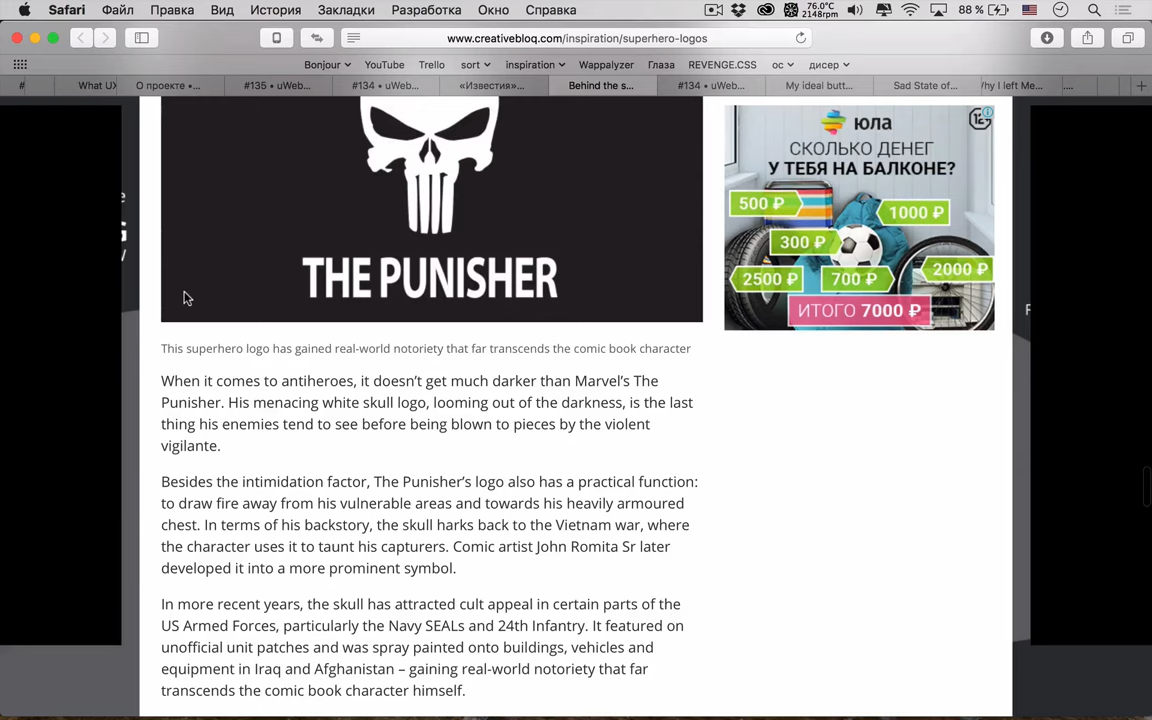 Safari Файл Правка Вид История Закладки Разработка Окно Справка 76.0°C 2148rpm 88 %
www.creativebloq.com/inspiration/superhero-logos
Bonjour YouTube Trello sort inspiration Wappalyzer Глаза REVENGE.CSS ос дисер
# What UX О проекте •... #135 • uWeb... #134 • uWeb... «Известия»... Behind the s... #134 • uWeb... My ideal butt... Sad State of... Why I left Me... ....
THE PUNISHER
юла
СКОЛЬКО ДЕНЕГ
У ТЕБЯ НА БАЛКОНЕ?
500 ₽
1000 ₽
300 ₽
2500 ₽
700 ₽
2000 ₽
ИТОГО 7000 ₽
This superhero logo has gained real-world notoriety that far transcends the comic book character
When it comes to antiheroes, it doesn't get much darker than Marvel's The
Punisher. His menacing white skull logo, looming out of the darkness, is the last
thing his enemies tend to see before being blown to pieces by the violent
vigilante.
Besides the intimidation factor, The Punisher's logo also has a practical function:
to draw fire away from his vulnerable areas and towards his heavily armoured
chest. In terms of his backstory, the skull harks back to the Vietnam war, where
the character uses it to taunt his capturers. Comic artist John Romita Sr later
developed it into a more prominent symbol.
In more recent years, the skull has attracted cult appeal in certain parts of the
US Armed Forces, particularly the Navy SEALs and 24th Infantry. It featured on
unofficial unit patches and was spray painted onto buildings, vehicles and
equipment in Iraq and Afghanistan – gaining real-world notoriety that far
transcends the comic book character himself.